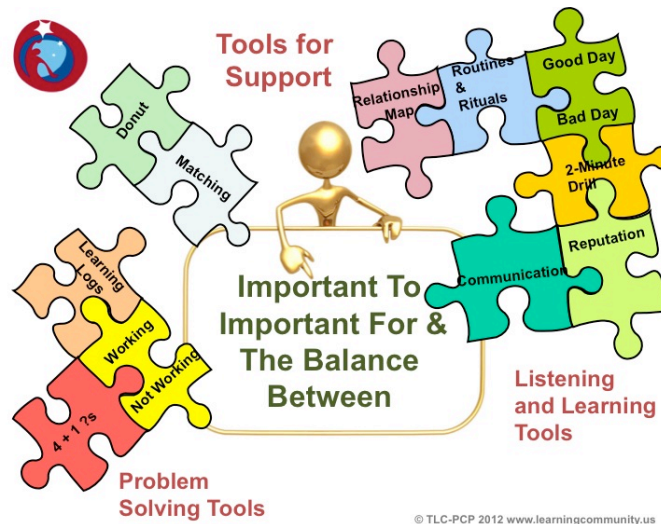 Tools for
Support
Donut
Matching
Relationship
Map
Routines
&
Rituals
Good Day
Bad Day
2-Minute
Drill
Reputation
Communication
Important To
Important For &
The Balance
Between
Learning
Logs
Working
Not Working
4 + 1 ?s
Listening
and Learning
Tools
Problem
Solving Tools
© TLC-PCP 2012 www.learningcommunity.us